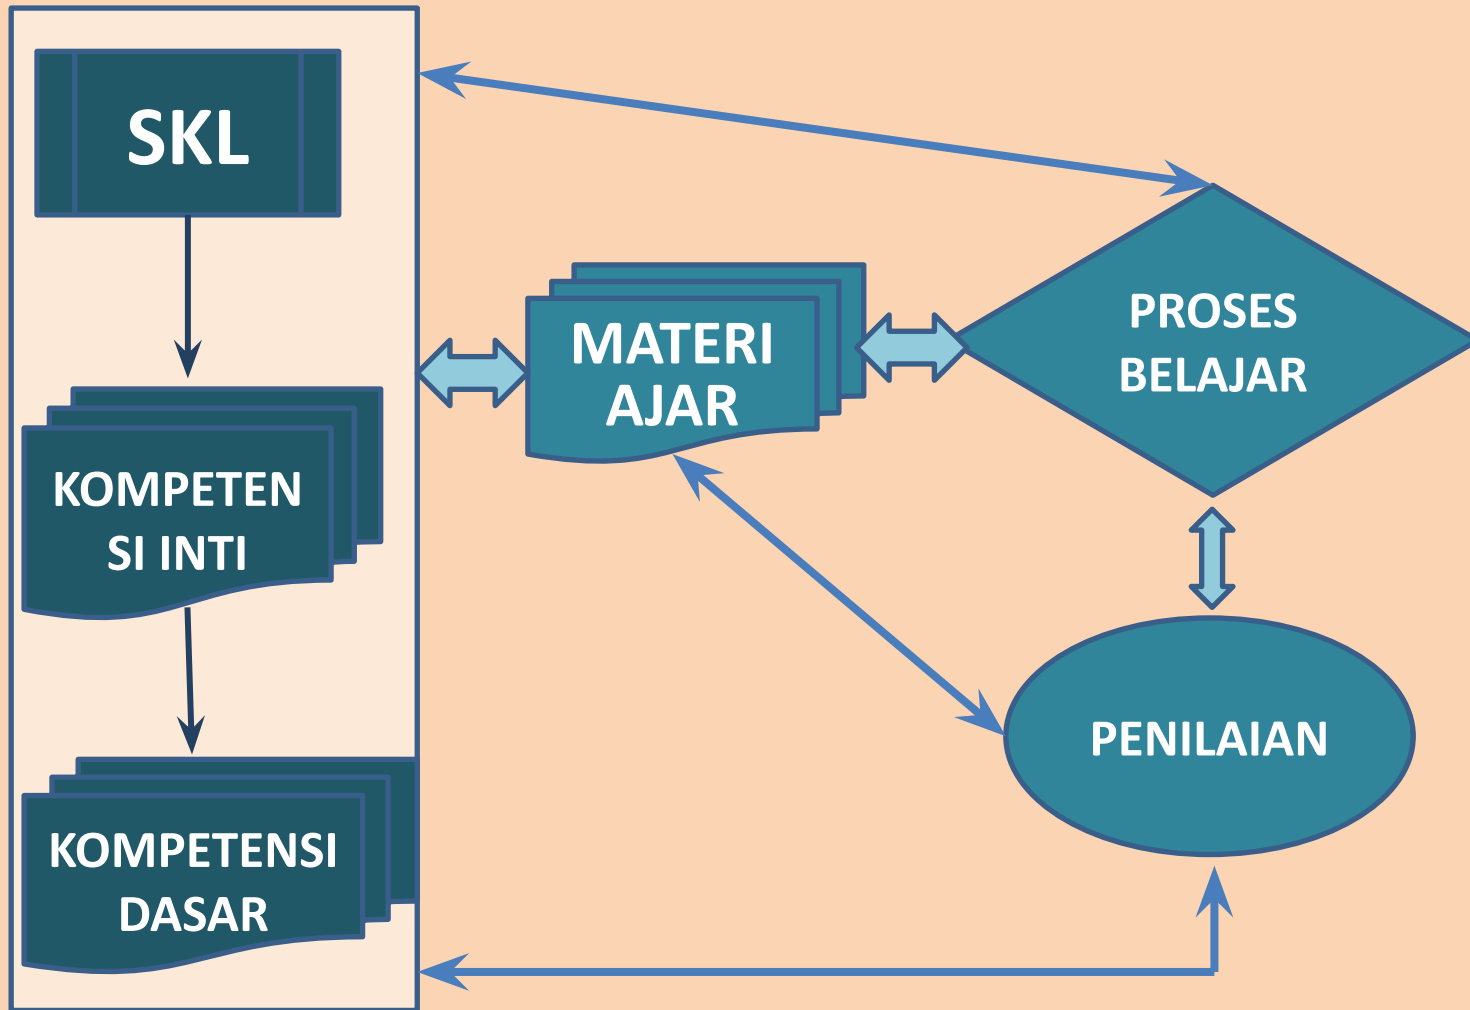 SKL
KOMPETEN
SI INTI
KOMPETENSI
DASAR
MATERI
AJAR
PROSES
BELAJAR
PENILAIAN